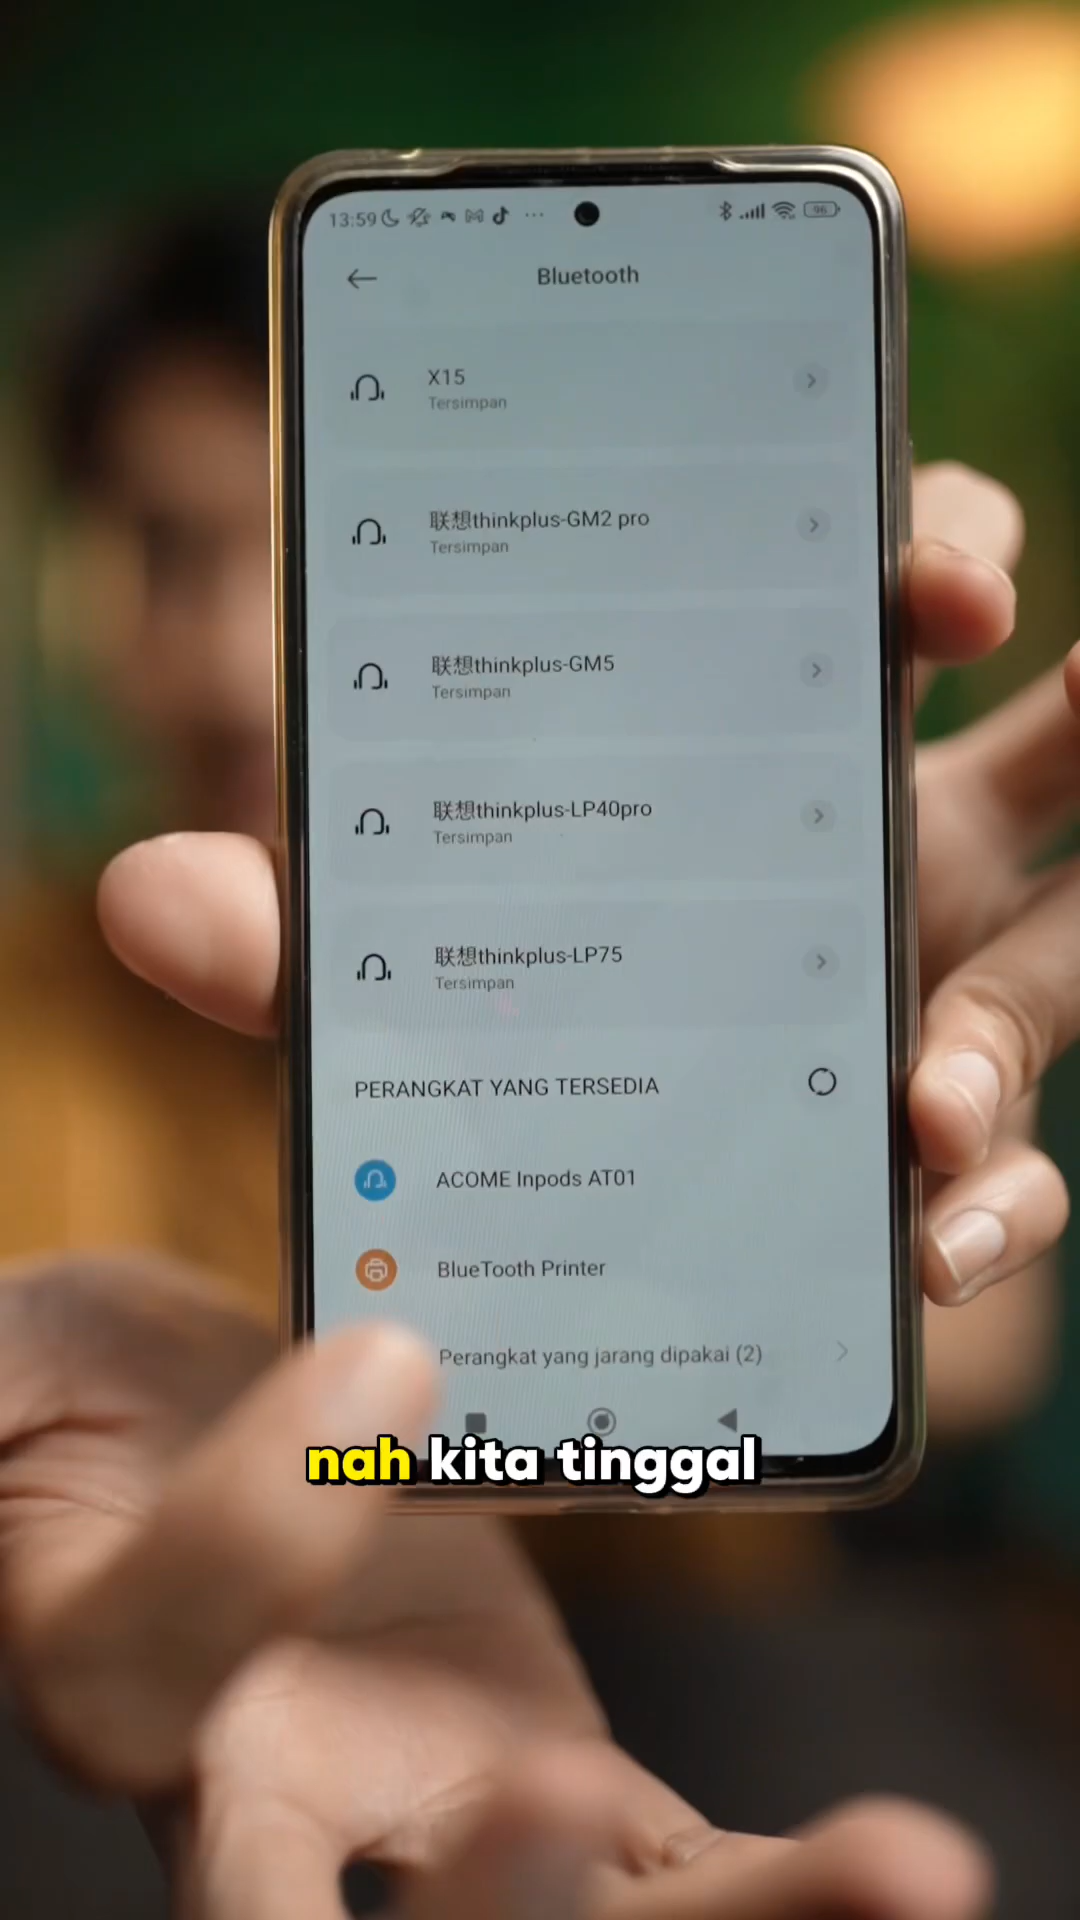 13:59
96
Bluetooth
X15
Tersimpan
联想thinkplus-GM2 pro
Tersimpan
联想thinkplus-GM5
Tersimpan
联想thinkplus-LP40pro
Tersimpan
联想thinkplus-LP75
Tersimpan
PERANGKAT YANG TERSEDIA
ACOME Inpods AT01
BlueTooth Printer
Perangkat yang jarang dipakai (2)
nah kita tinggal